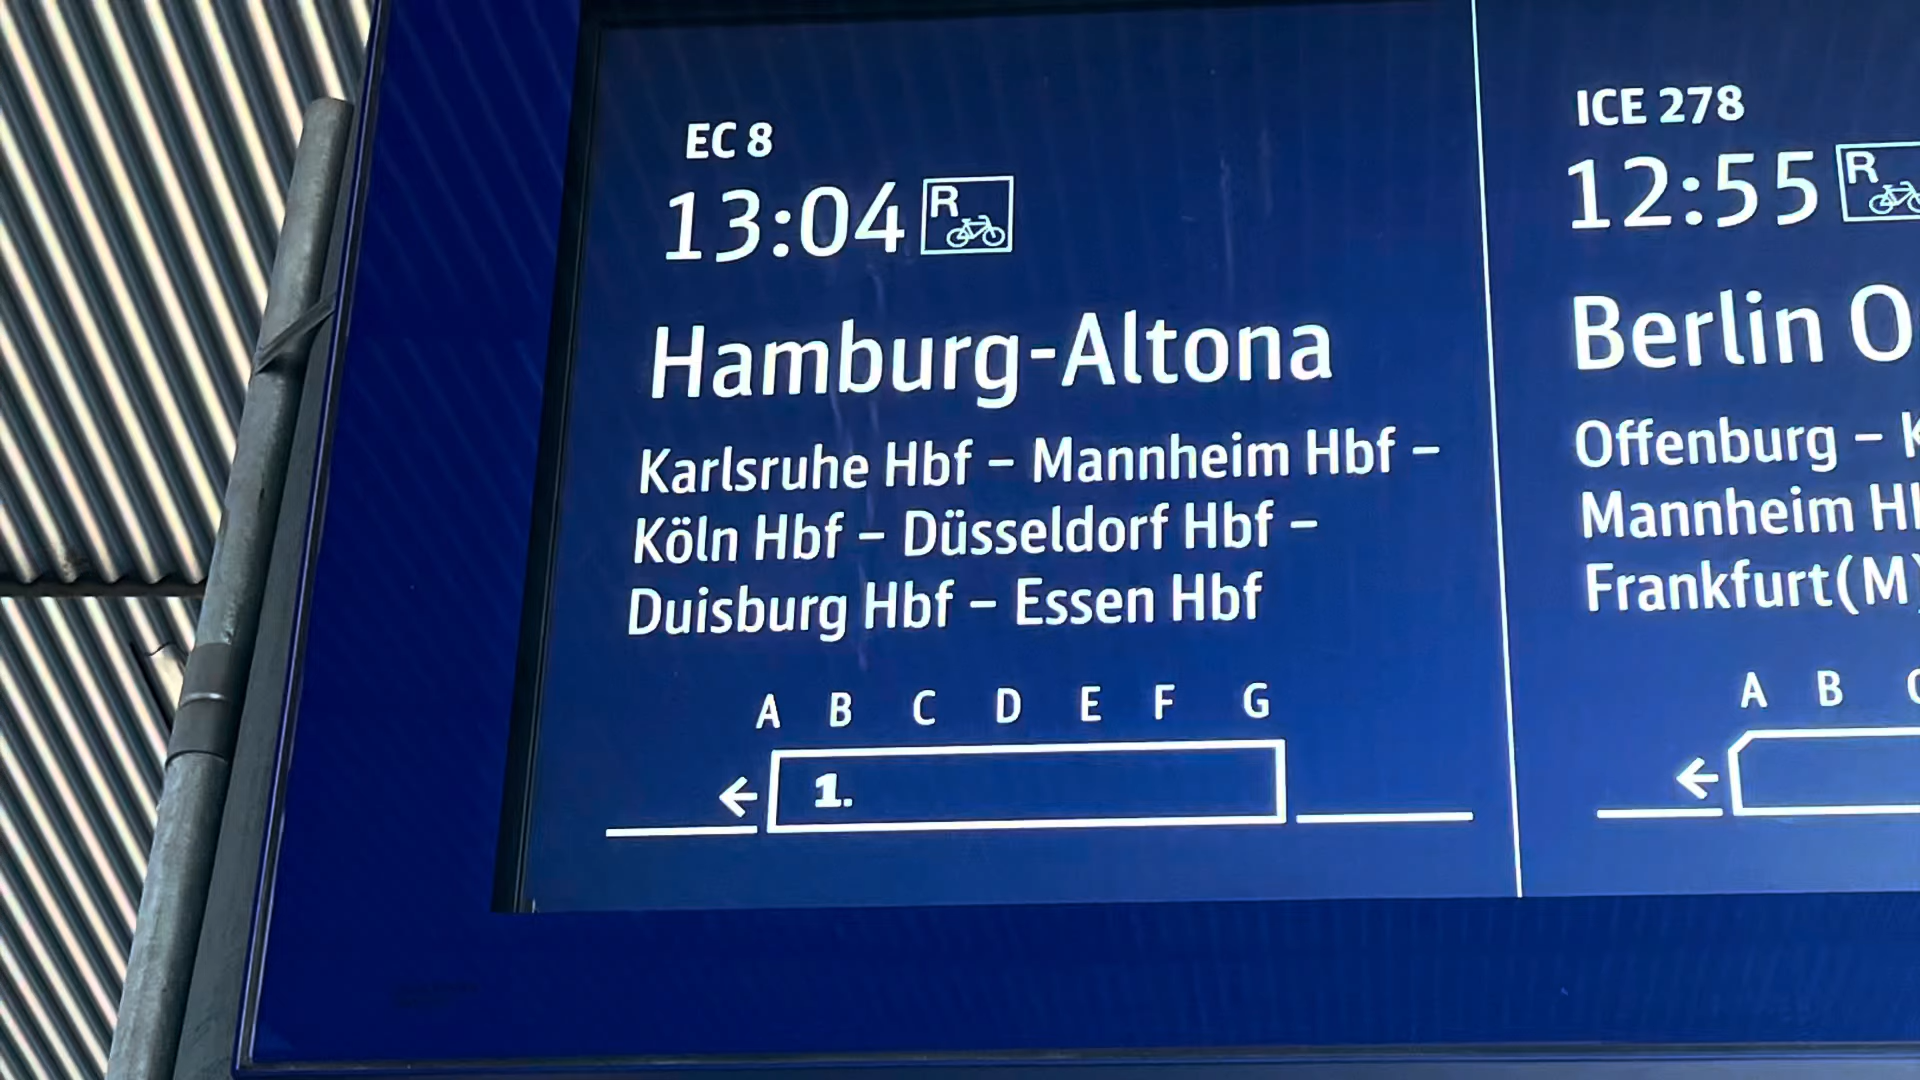 EC 8
13:04 R
Hamburg-Altona
Karlsruhe Hbf – Mannheim Hbf –
Köln Hbf – Düsseldorf Hbf –
Duisburg Hbf – Essen Hbf
A B C D E F G
← 1.
ICE 278
12:55 R
Berlin
Offenburg –
Mannheim
Frankfurt(M)
A B
←